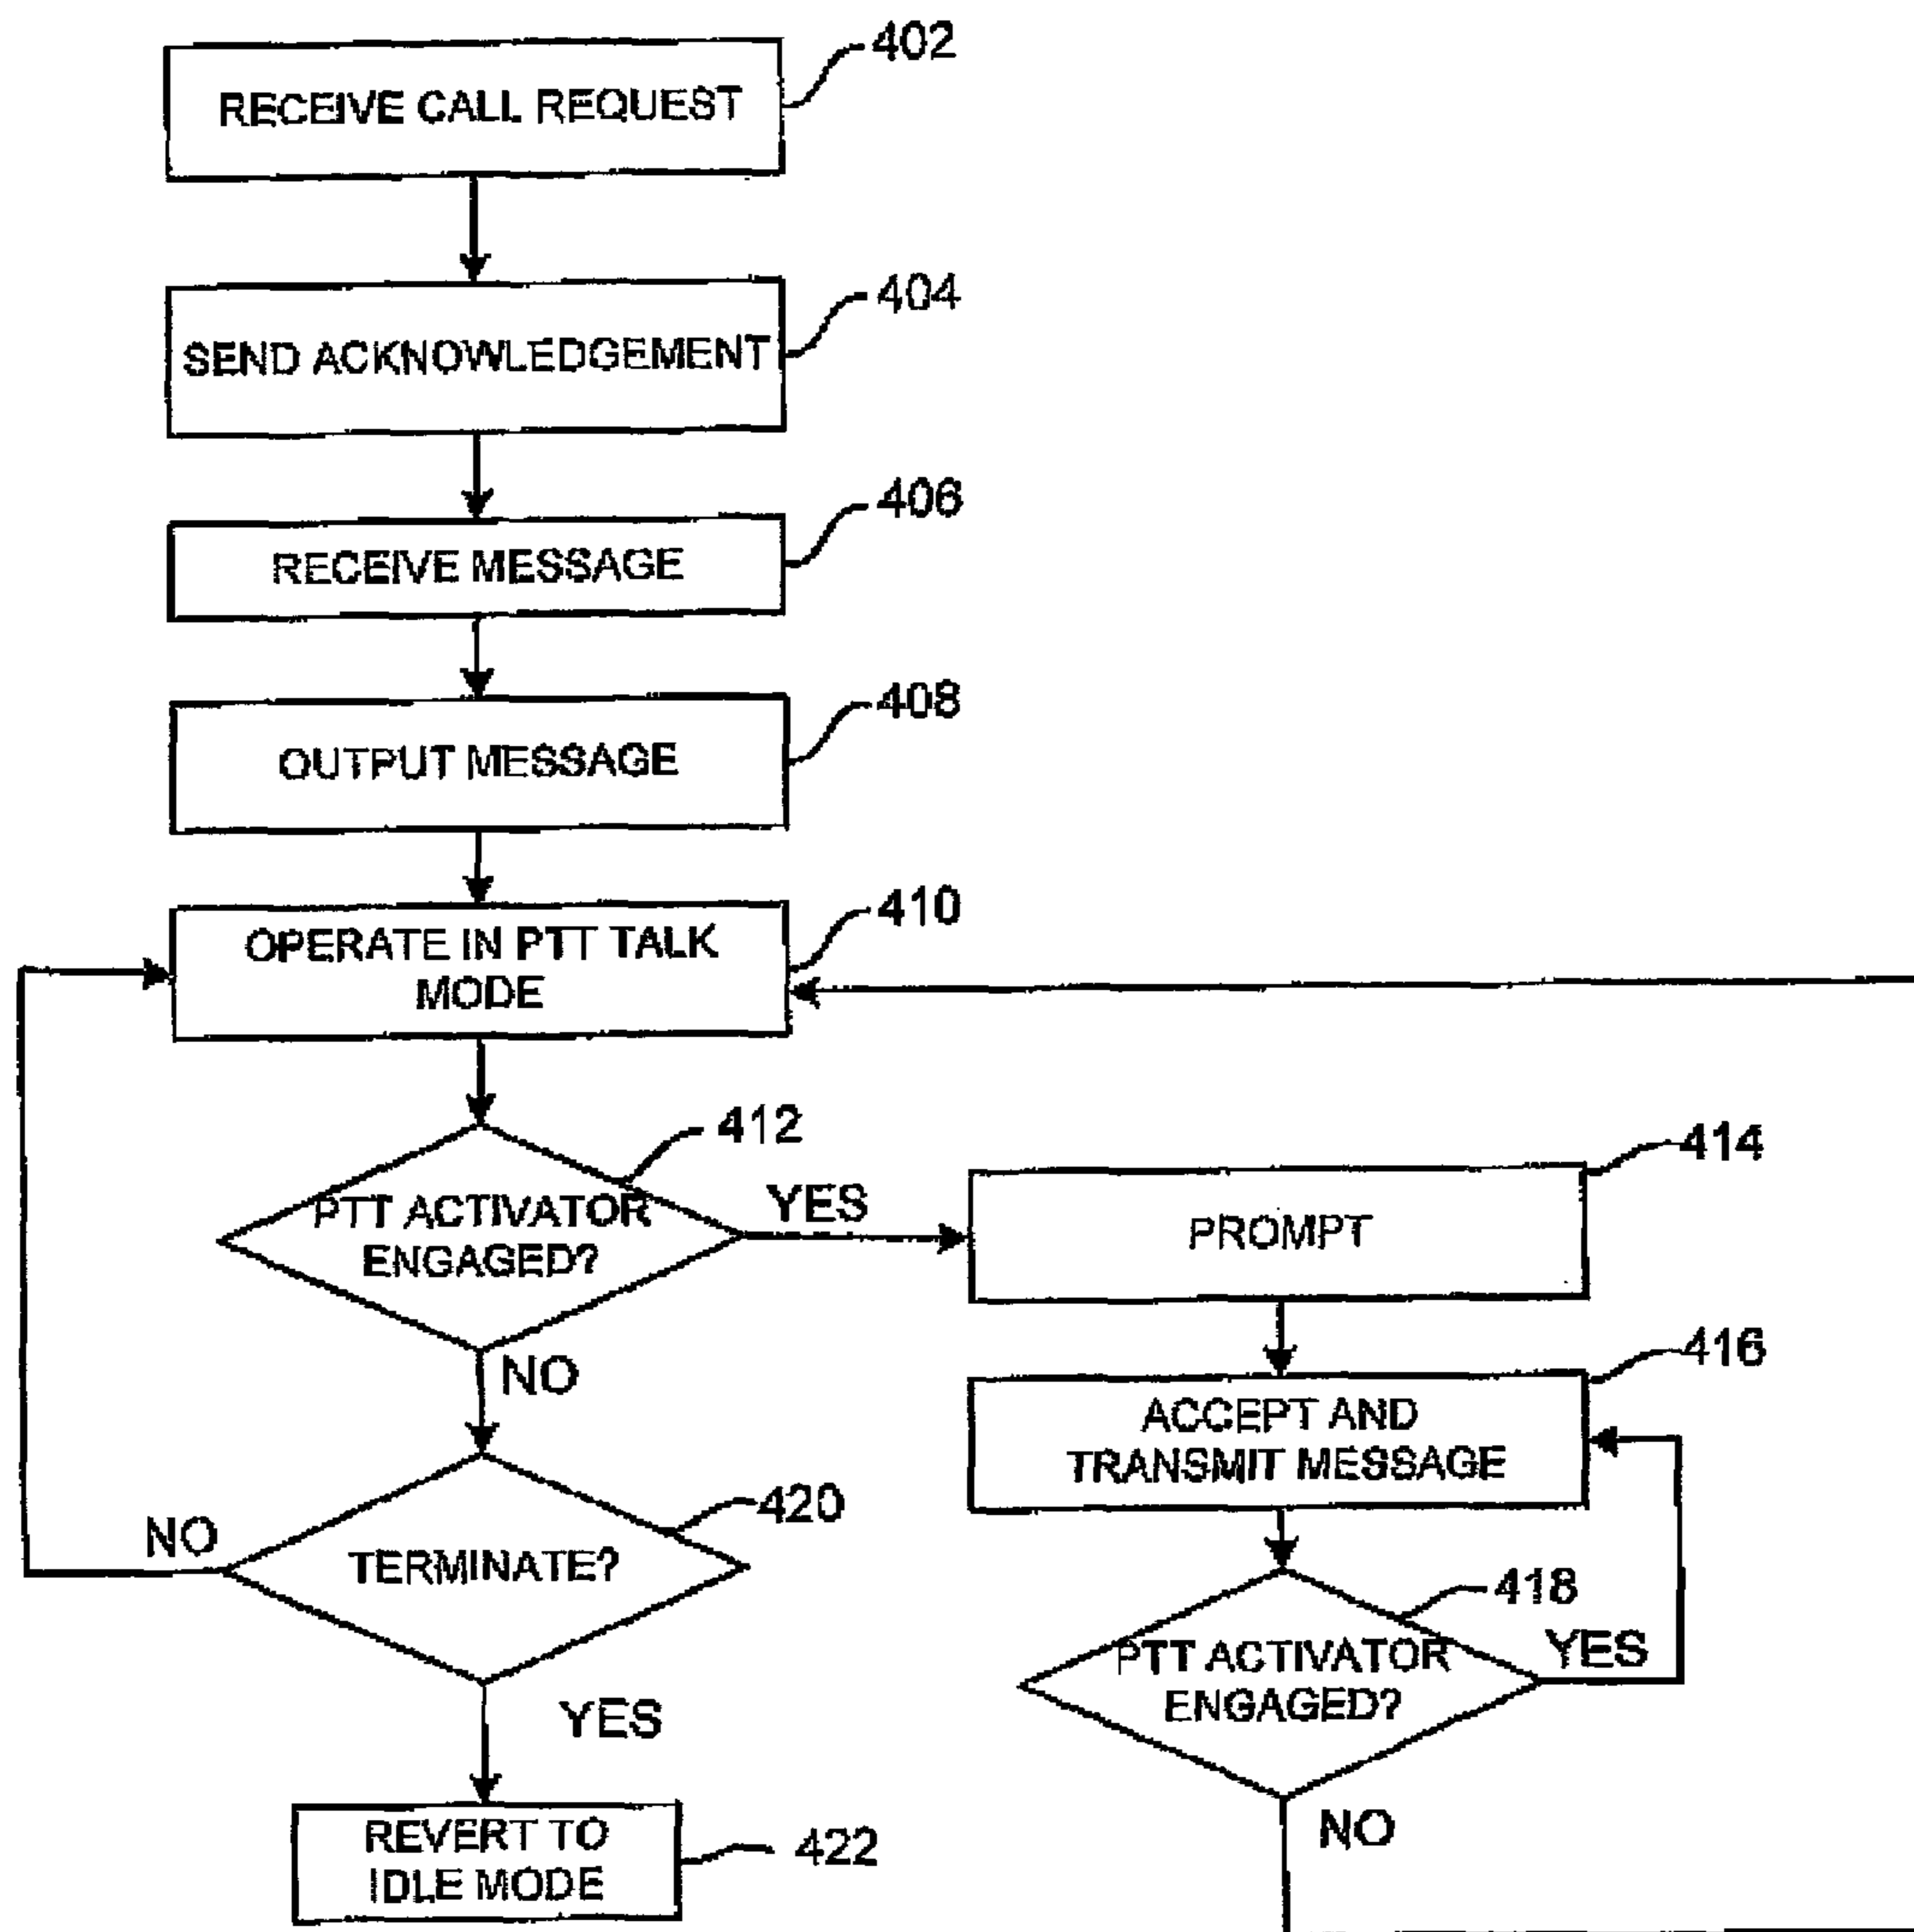 402
RECEIVE CALL REQUEST
404
SEND ACKNOWLEDGEMENT
406
RECEIVE MESSAGE
408
OUTPUT MESSAGE
410
OPERATE IN PTT TALK
MODE
412
PTT ACTIVATOR
ENGAGED?
YES
NO
414
PROMPT
416
ACCEPT AND
TRANSMIT MESSAGE
418
PTT ACTIVATOR
ENGAGED?
YES
NO
420
TERMINATE?
NO
YES
REVERT TO
IDLE MODE
422